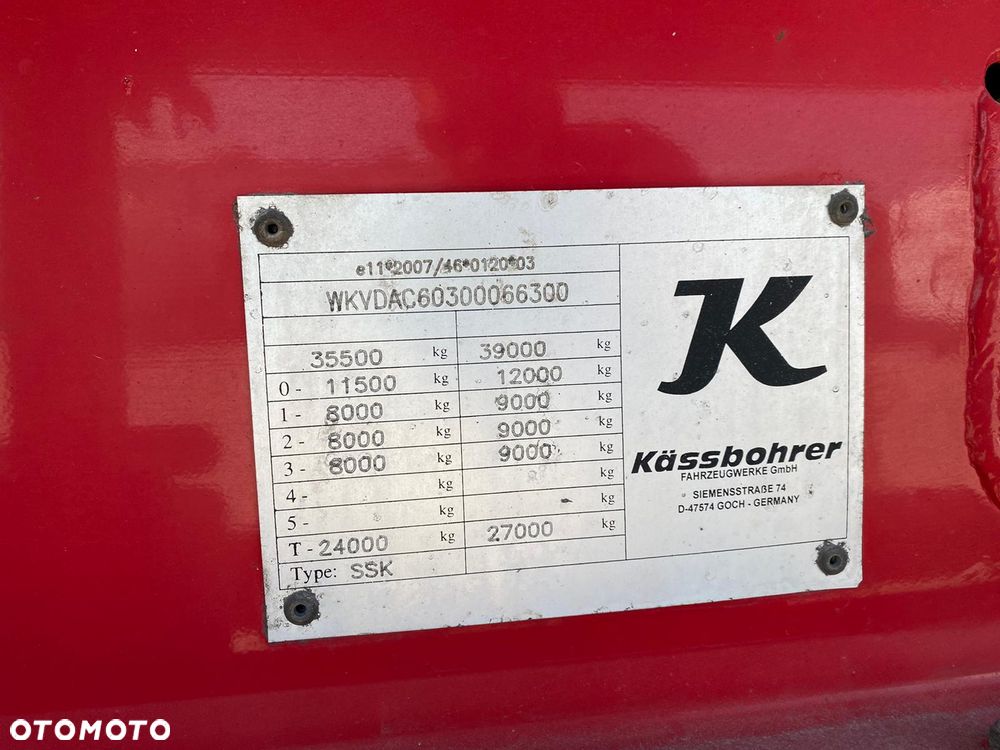 e11*2007/46*0120*03
WKVDAC60300066300
35500 kg 39000 kg
0 - 11500 kg 12000 kg
1 - 8000 kg 9000 kg
2 - 8000 kg 9000 kg
3 - 8000 kg 9000 kg
4 - kg kg
5 - kg kg
T - 24000 kg 27000 kg
Type: SSK
K
Kässbohrer
FAHRZEUGWERKE GmbH
SIEMENSSTRAßE 74
D-47574 GOCH - GERMANY
OTOMOTO